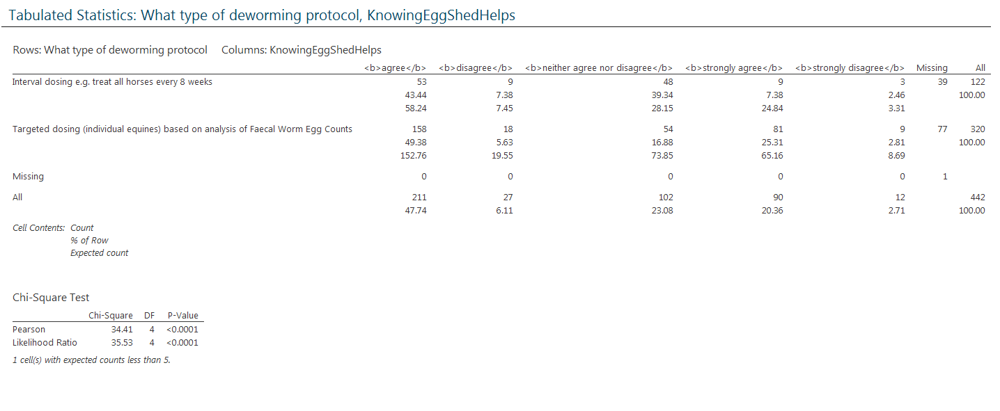 Tabulated Statistics: What type of deworming protocol, KnowingEggShedHelps
Rows: What type of deworming protocol Columns: KnowingEggShedHelps
<b>agree</b> <b>disagree</b> <b>neither agree nor disagree</b> <b>strongly agree</b> <b>strongly disagree</b> Missing All
Interval dosing e.g. treat all horses every 8 weeks 53 9 48 9 3 39 122
43.44 7.38 39.34 7.38 2.46 100.00
58.24 7.45 28.15 24.84 3.31
Targeted dosing (individual equines) based on analysis of Faecal Worm Egg Counts 158 18 54 81 9 77 320
49.38 5.63 16.88 25.31 2.81 100.00
152.76 19.55 73.85 65.16 8.69
Missing 0 0 0 0 0 1
All 211 27 102 90 12 442
47.74 6.11 23.08 20.36 2.71 100.00
Cell Contents: Count
% of Row
Expected count
Chi-Square Test
Chi-Square DF P-Value
Pearson 34.41 4 <0.0001
Likelihood Ratio 35.53 4 <0.0001
1 cell(s) with expected counts less than 5.